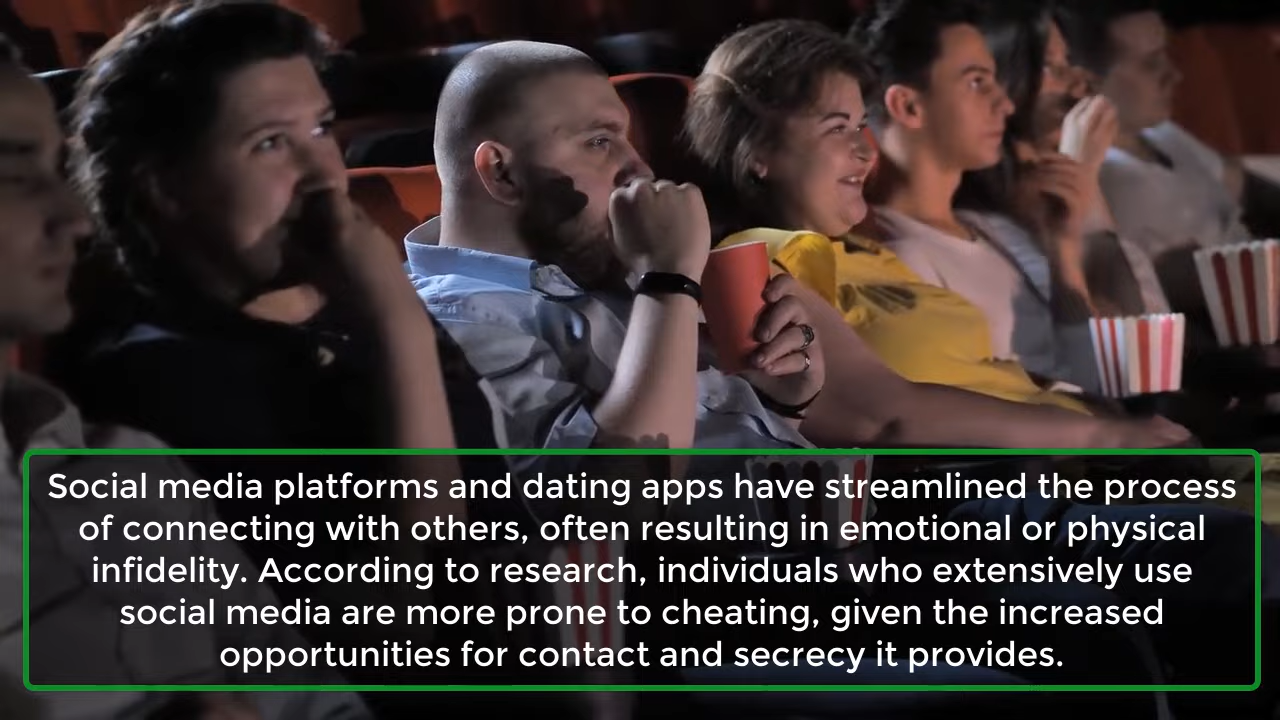 Social media platforms and dating apps have streamlined the process
of connecting with others, often resulting in emotional or physical
infidelity. According to research, individuals who extensively use
social media are more prone to cheating, given the increased
opportunities for contact and secrecy it provides.